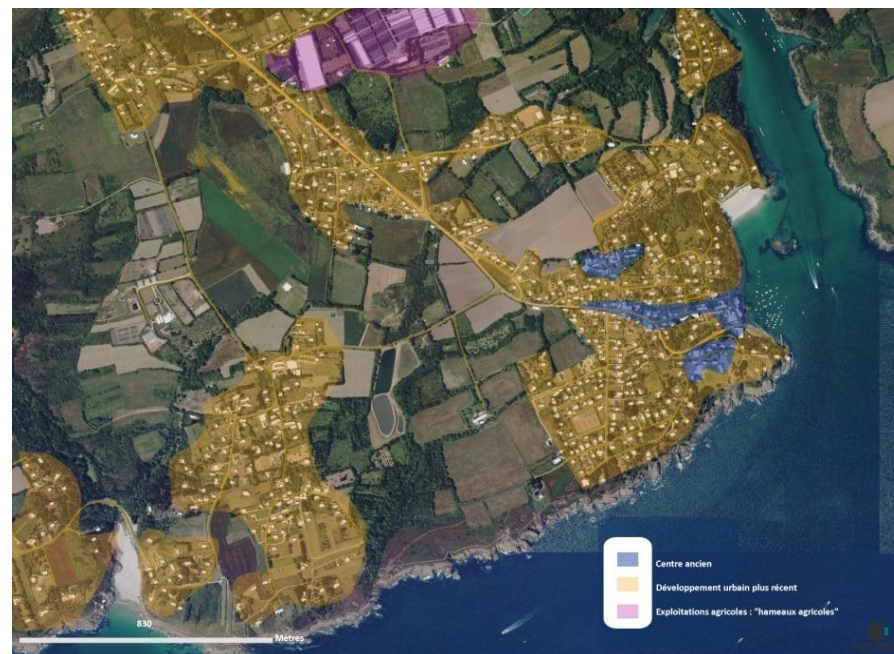 Centre ancien
Développement urbain plus récent
Exploitations agricoles : "hameaux agricoles"
830
Mètres